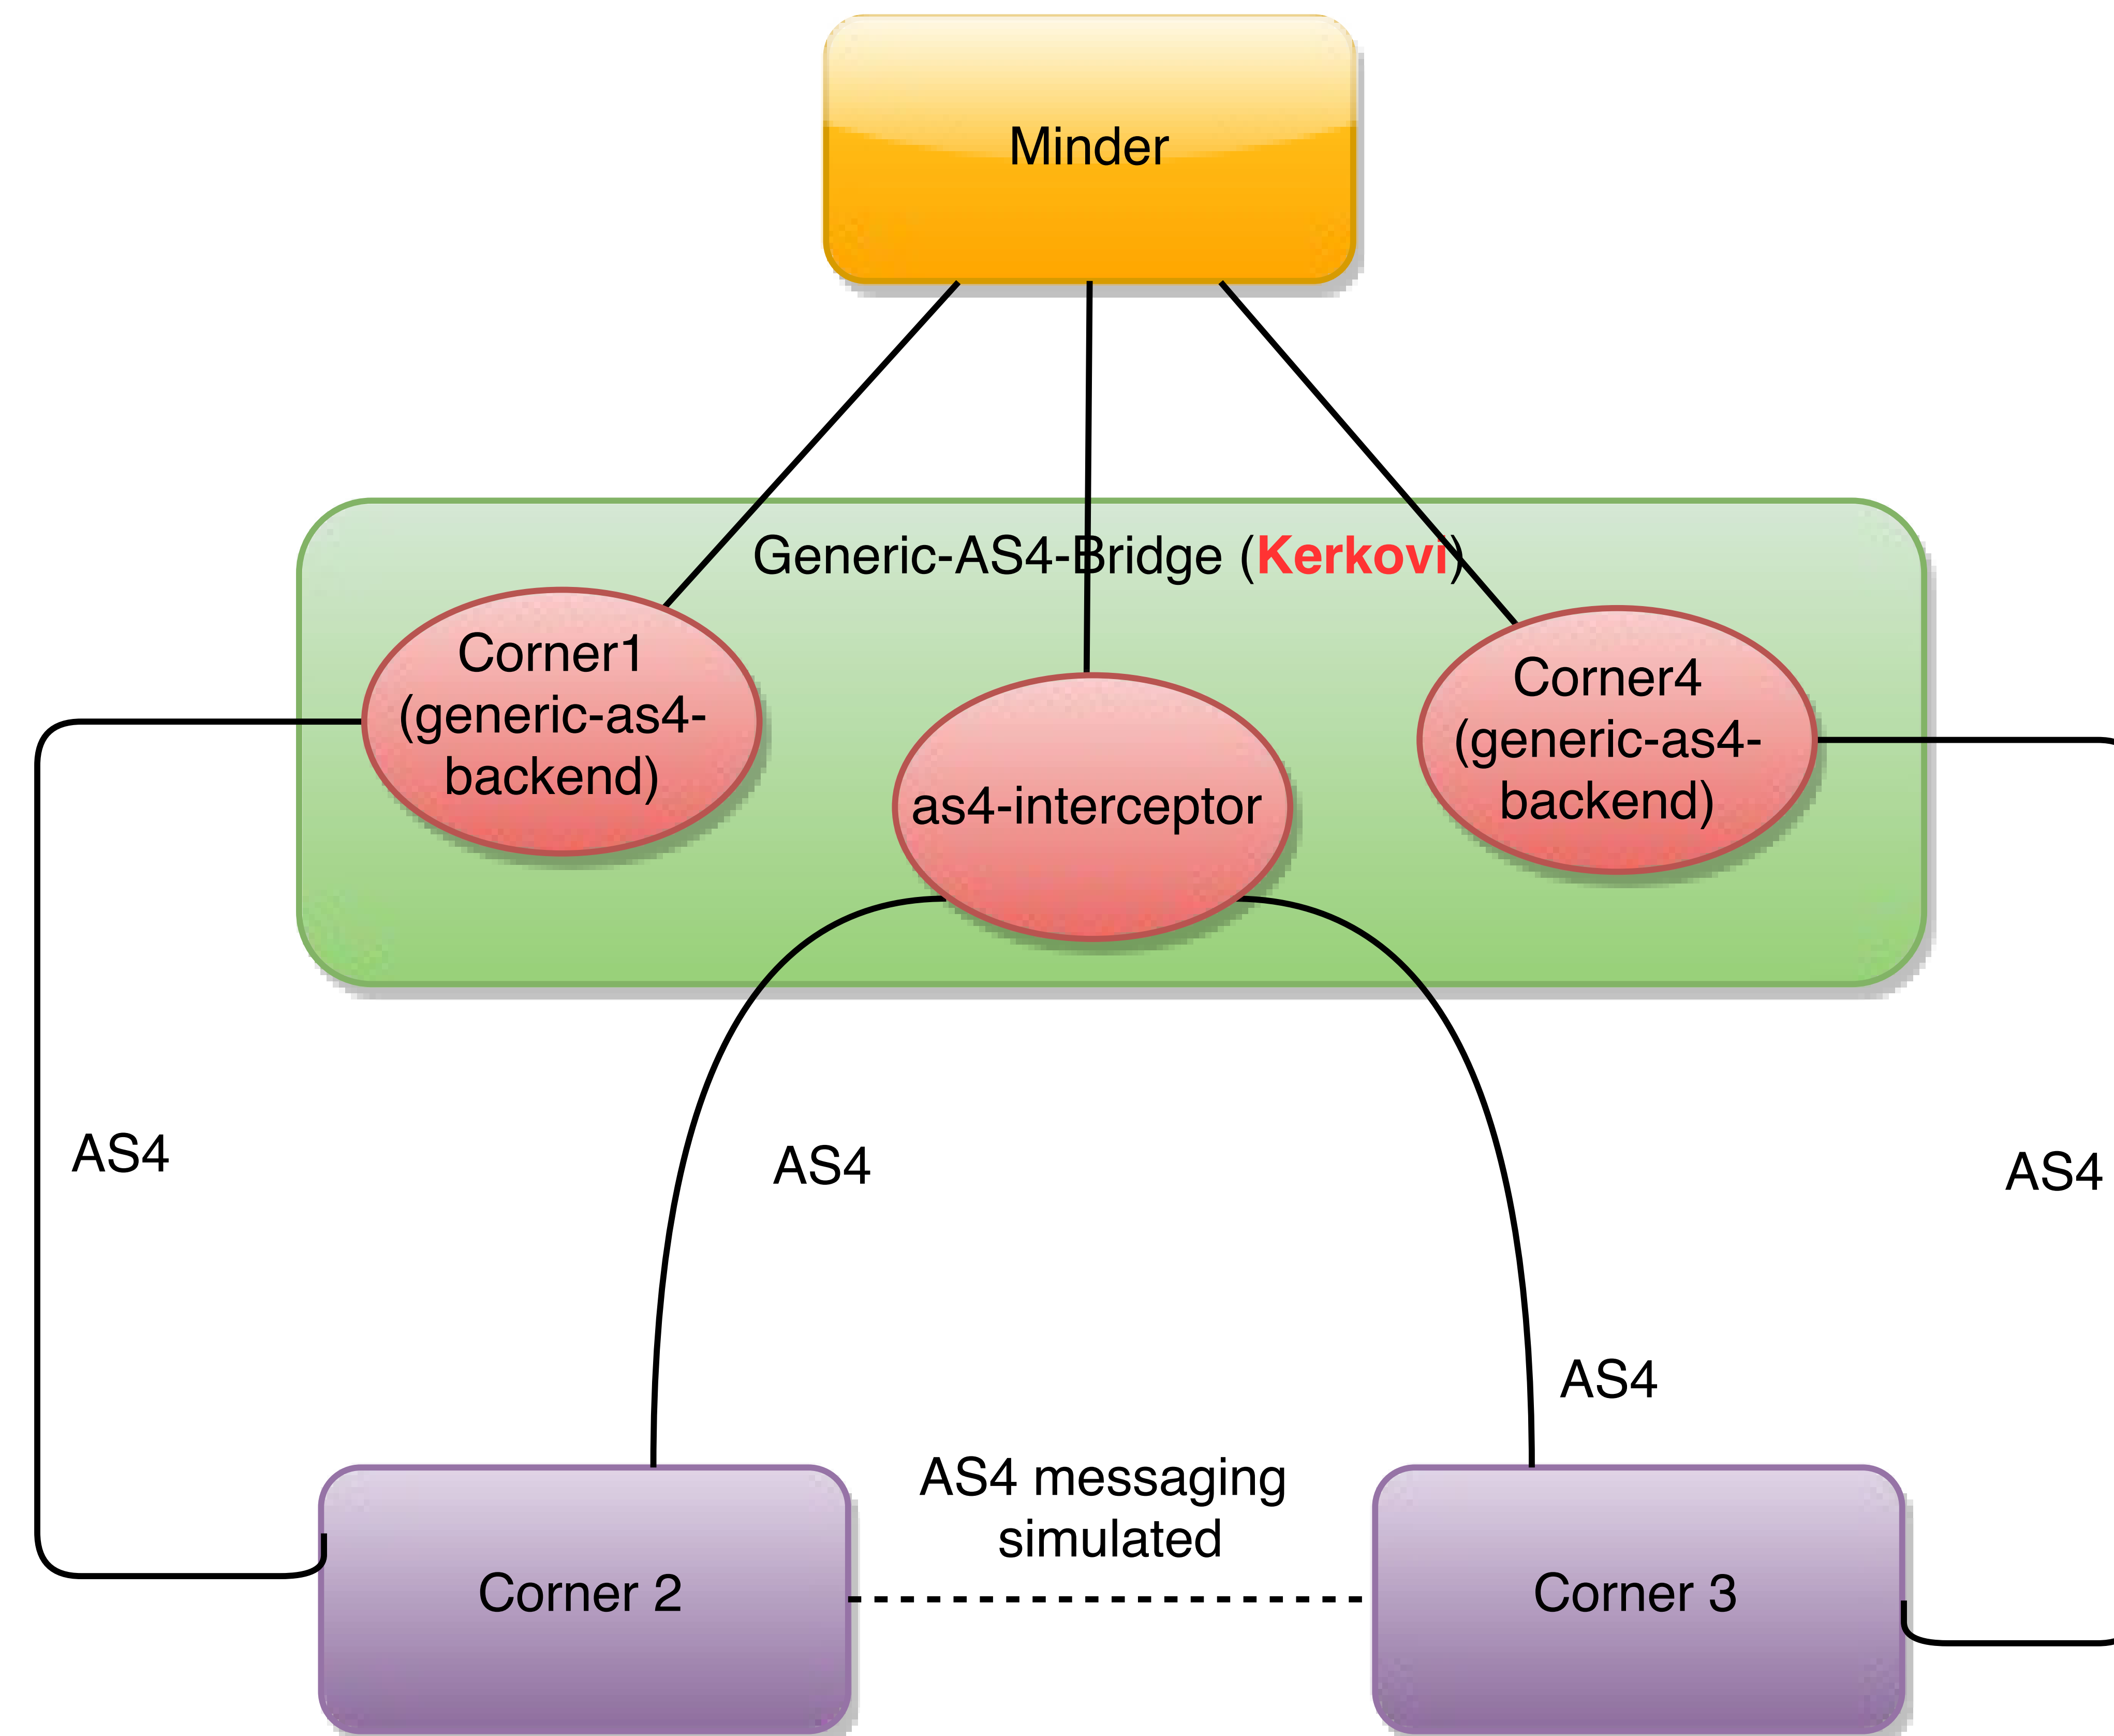 Minder
Generic-AS4-Bridge (Kerkovi)
Corner1
(generic-as4-
backend)
as4-interceptor
Corner4
(generic-as4-
backend)
AS4
AS4
AS4
AS4
AS4 messaging
simulated
Corner 2
Corner 3